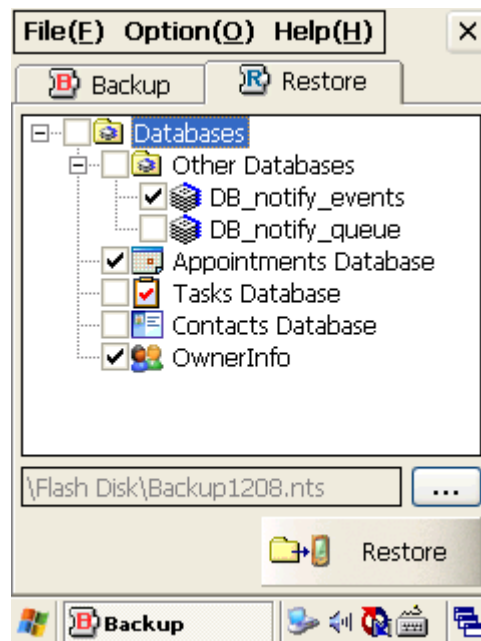 File(F) Option(O) Help(H)
Backup Restore
Databases
Other Databases
DB_notify_events
DB_notify_queue
Appointments Database
Tasks Database
Contacts Database
OwnerInfo
\Flash Disk\Backup1208.nts ...
Restore
Backup